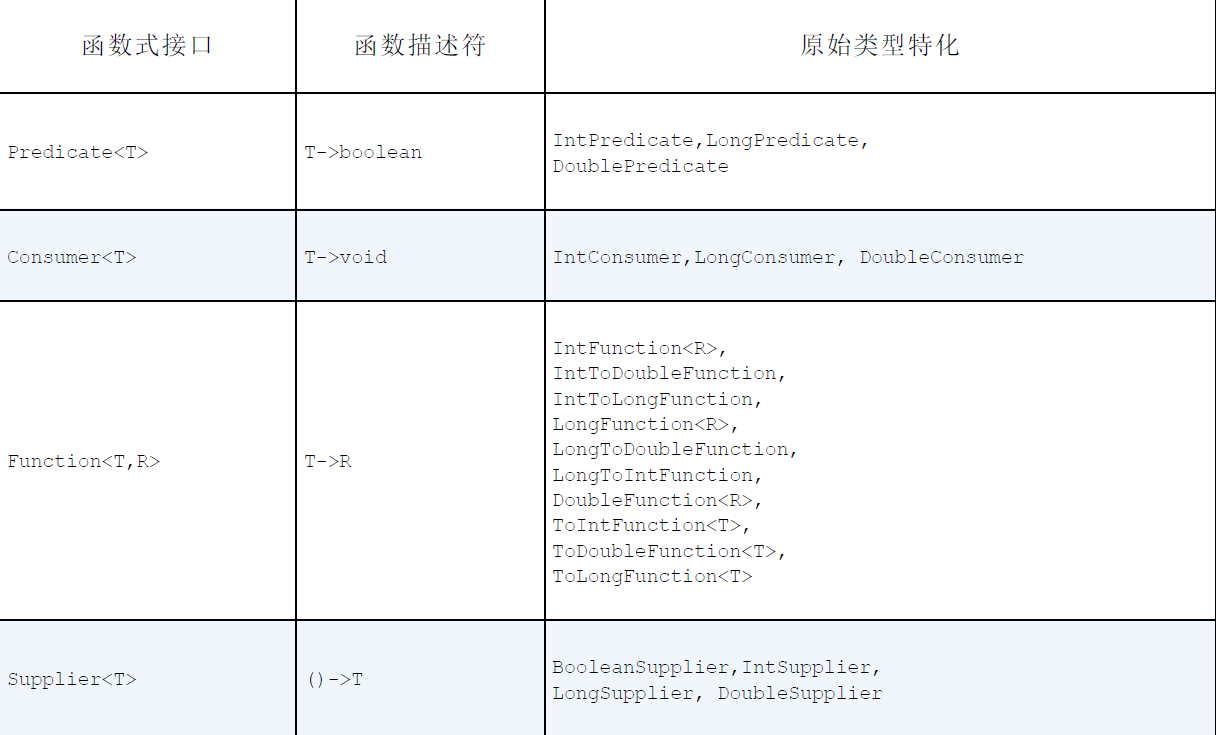 函数式接口 函数描述符 原始类型特化
Predicate<T> T->boolean IntPredicate,LongPredicate,
DoublePredicate
Consumer<T> T->void IntConsumer,LongConsumer, DoubleConsumer
Function<T,R> T->R IntFunction<R>,
IntToDoubleFunction,
IntToLongFunction,
LongFunction<R>,
LongToDoubleFunction,
LongToIntFunction,
DoubleFunction<R>,
ToIntFunction<T>,
ToDoubleFunction<T>,
ToLongFunction<T>
Supplier<T> ()->T BooleanSupplier,IntSupplier,
LongSupplier, DoubleSupplier